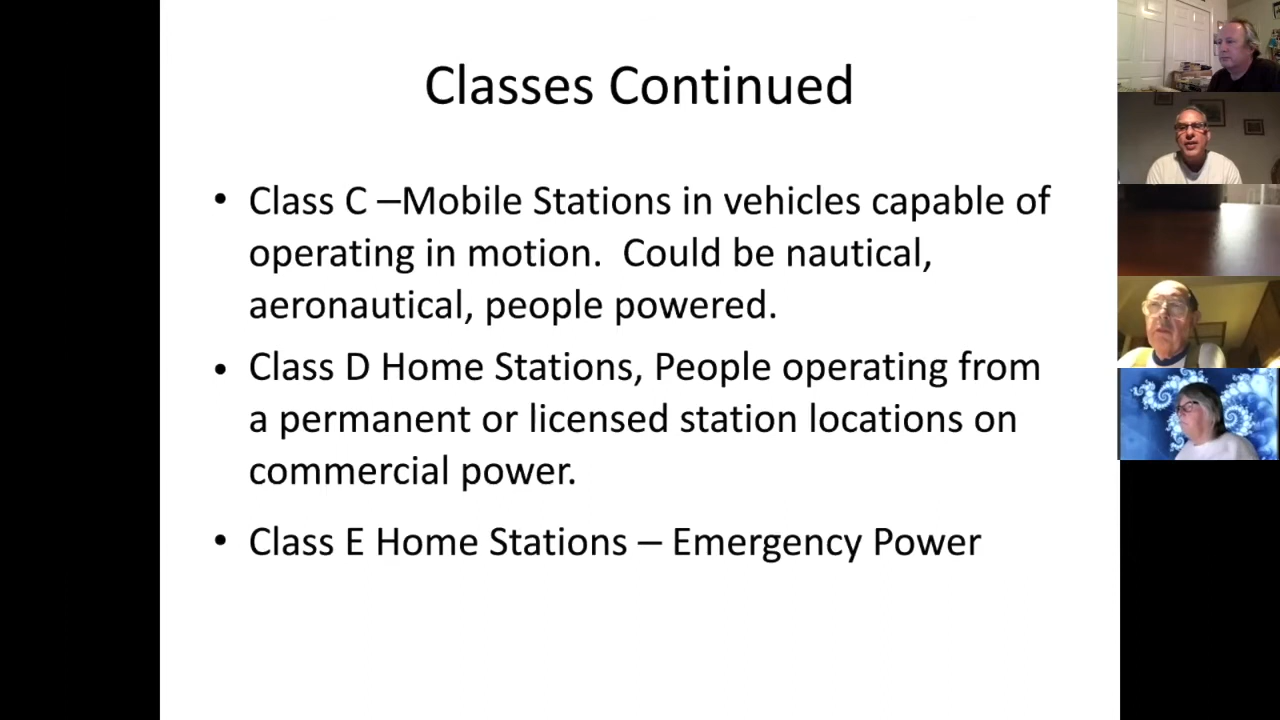 Classes Continued
• Class C –Mobile Stations in vehicles capable of
operating in motion.  Could be nautical,
aeronautical, people powered.
• Class D Home Stations, People operating from
a permanent or licensed station locations on
commercial power.
• Class E Home Stations – Emergency Power